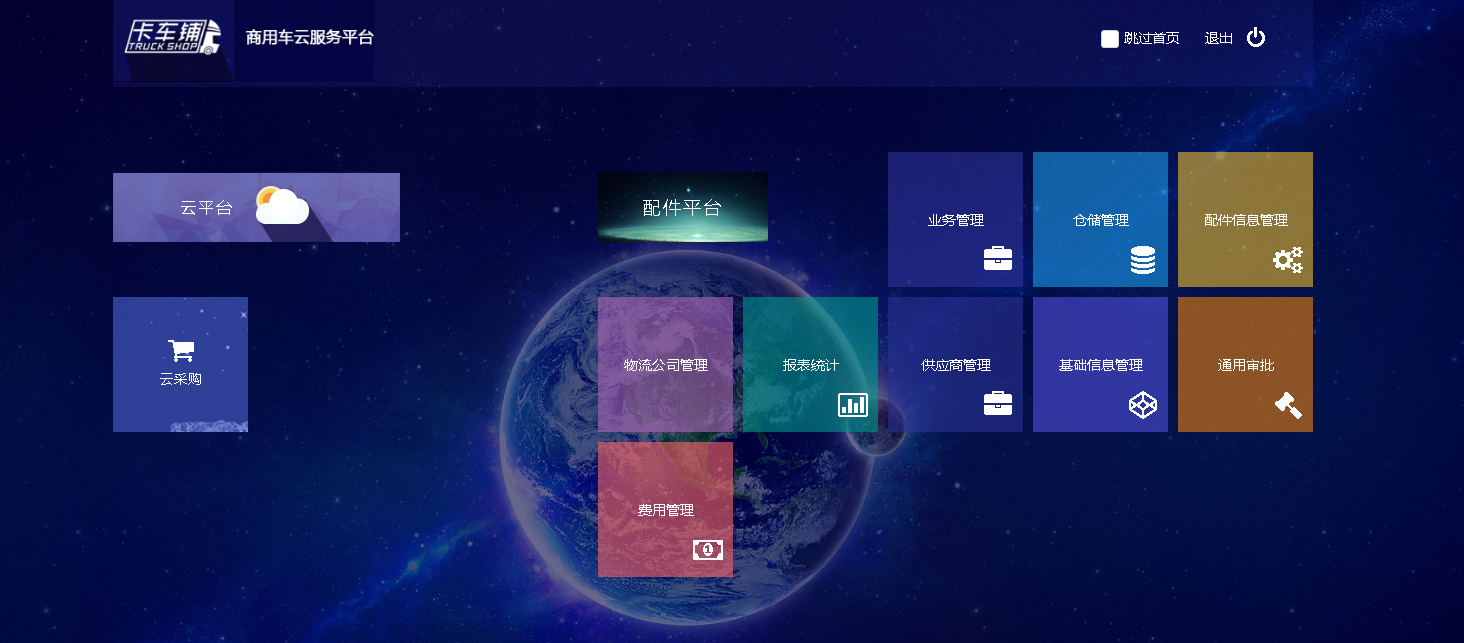 卡车铺
TRUCK SHOP
商用车云服务平台
跳过首页
退出
云平台
配件平台
业务管理
仓储管理
配件信息管理
云采购
物流公司管理
报表统计
供应商管理
基础信息管理
通用审批
费用管理
1